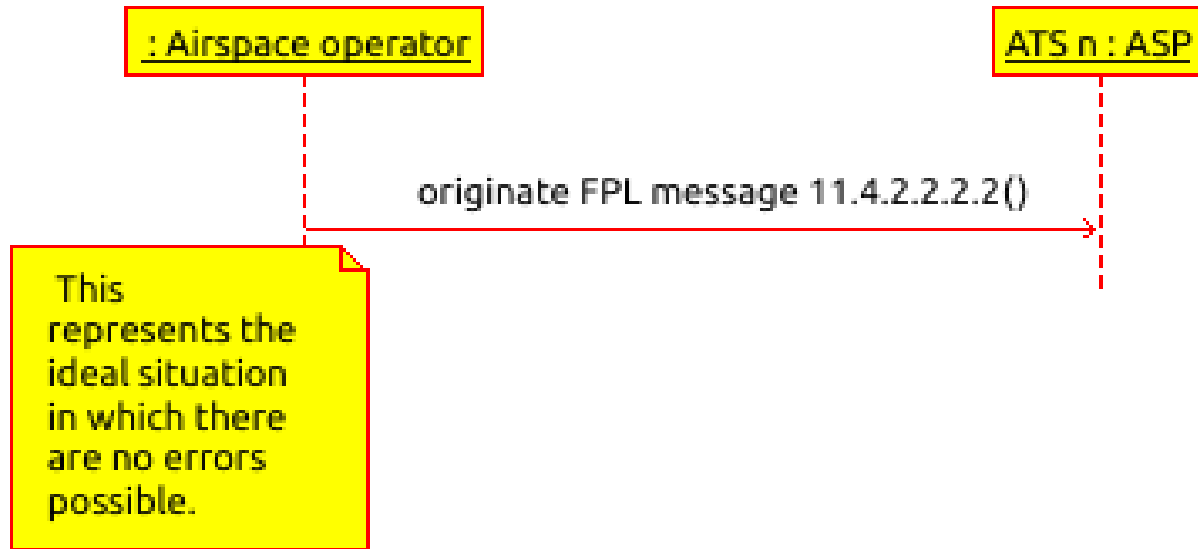 : Airspace operator
ATS n : ASP
originate FPL message 11.4.2.2.2.2()
This
represents the
ideal situation
in which there
are no errors
possible.